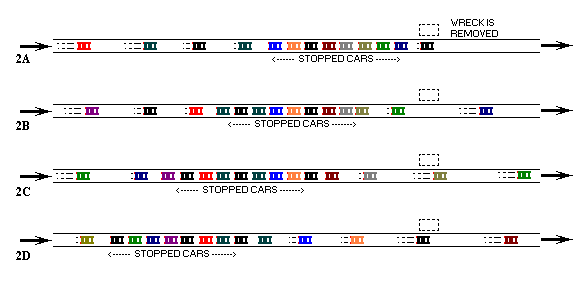 WRECK IS
REMOVED
2A
<------ STOPPED CARS ------>
2B
<---- STOPPED CARS ---->
2C
<---- STOPPED CARS ----->
2D
<---- STOPPED CARS ----->